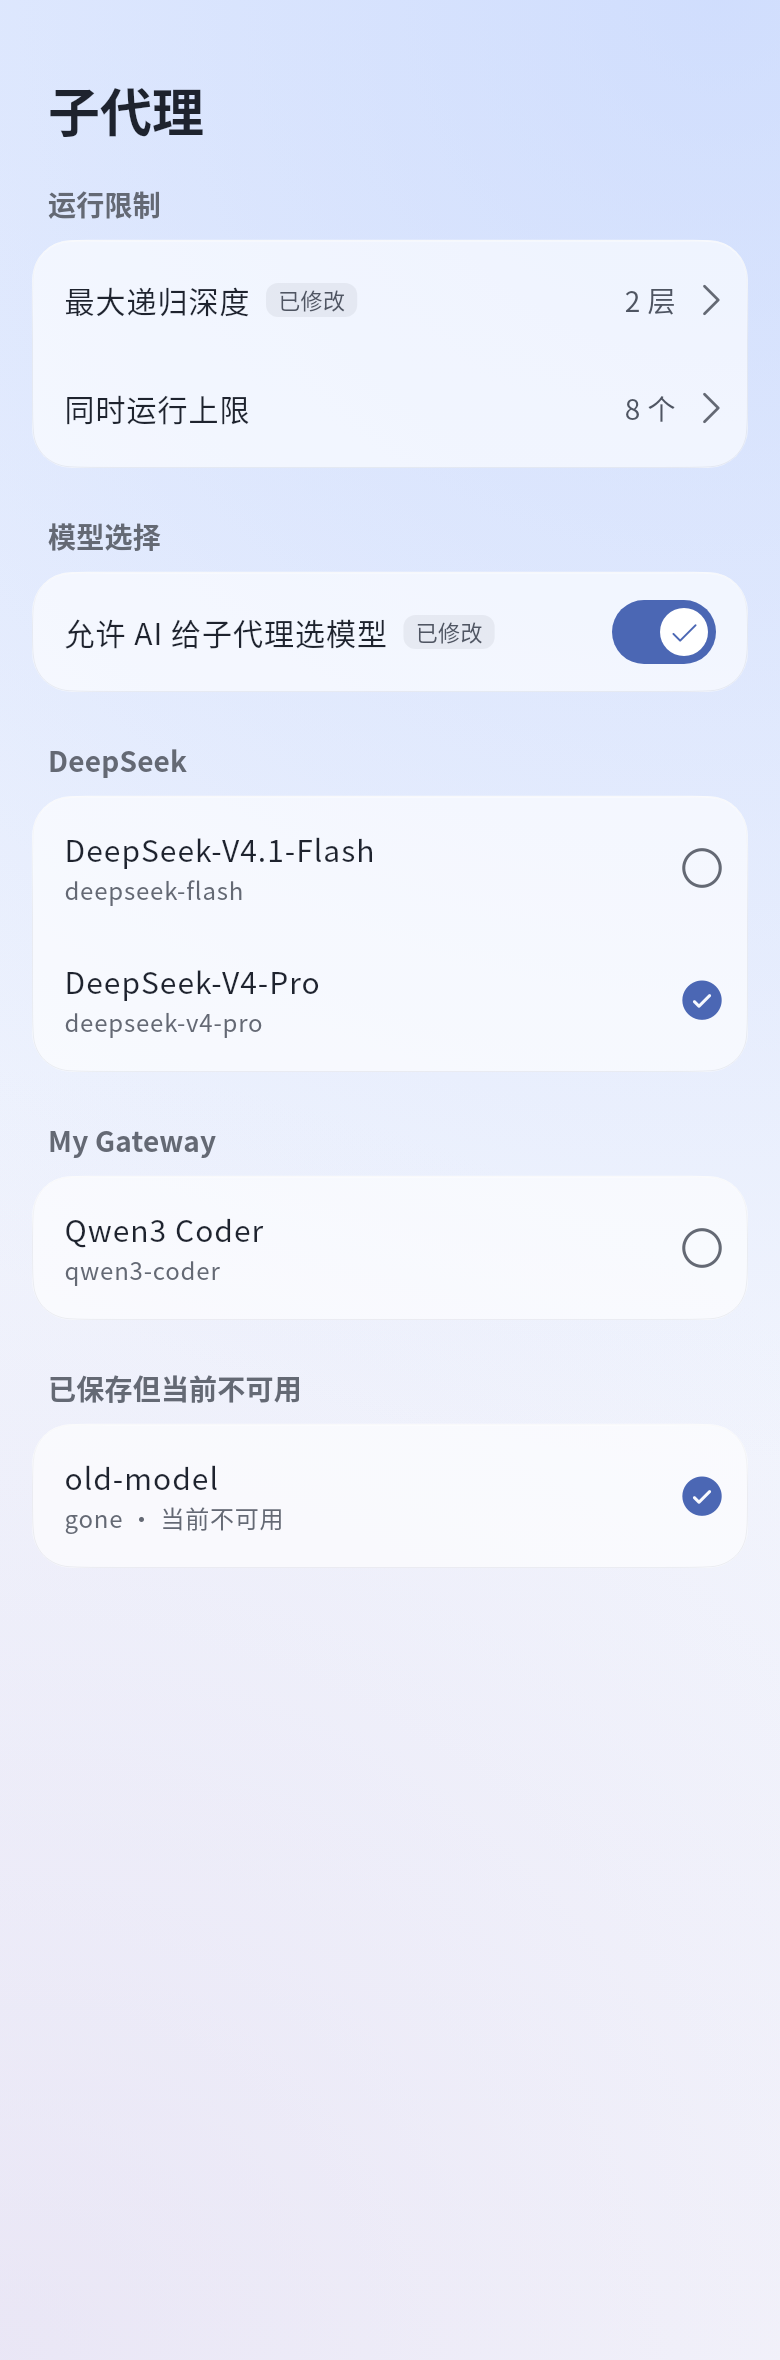 子代理
运行限制
最大递归深度 已修改 2 层
同时运行上限 8 个
模型选择
允许 AI 给子代理选模型 已修改
DeepSeek
DeepSeek-V4.1-Flash
deepseek-flash
DeepSeek-V4-Pro
deepseek-v4-pro
My Gateway
Qwen3 Coder
qwen3-coder
已保存但当前不可用
old-model
gone · 当前不可用